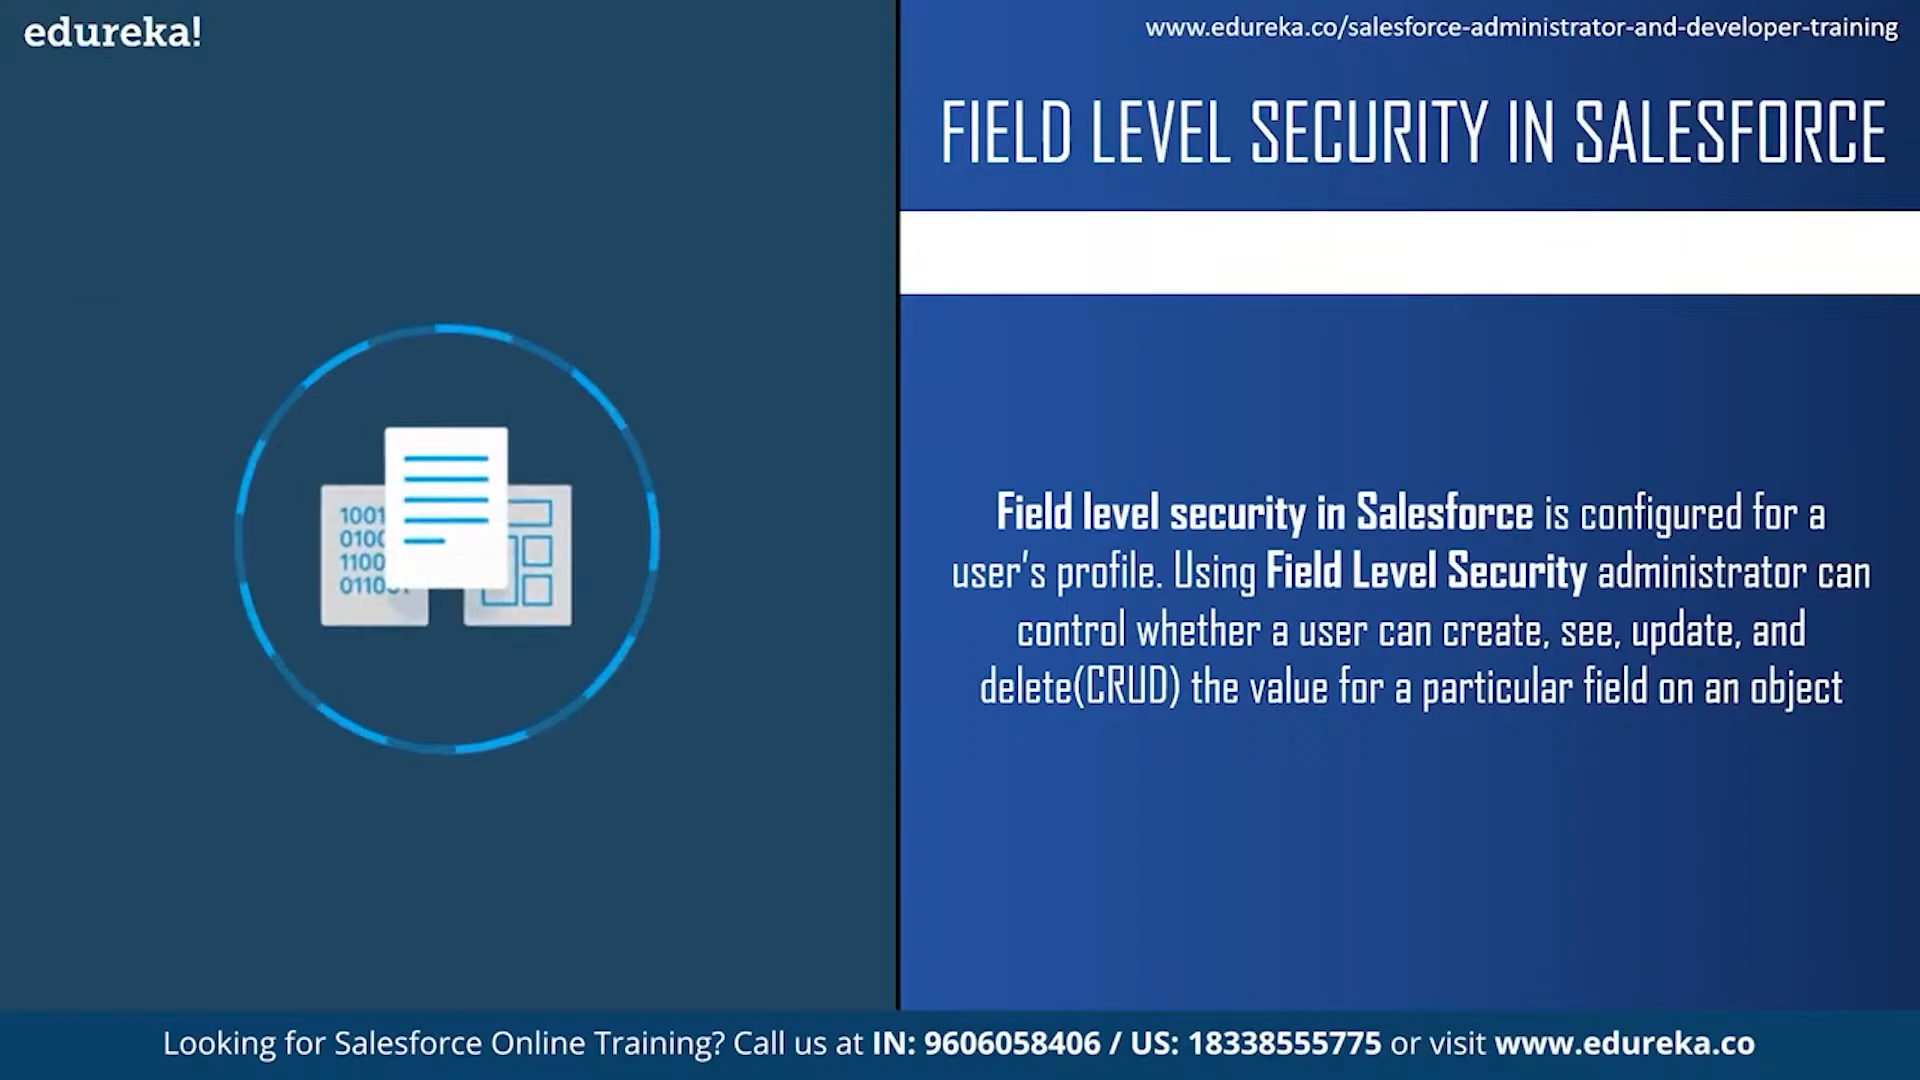 edureka!
www.edureka.co/salesforce-administrator-and-developer-training
FIELD LEVEL SECURITY IN SALESFORCE
1001
0100
1100
0110
Field level security in Salesforce is configured for a
user's profile. Using Field Level Security administrator can
control whether a user can create, see, update, and
delete(CRUD) the value for a particular field on an object
Looking for Salesforce Online Training? Call us at IN: 9606058406 / US: 18338555775 or visit www.edureka.co